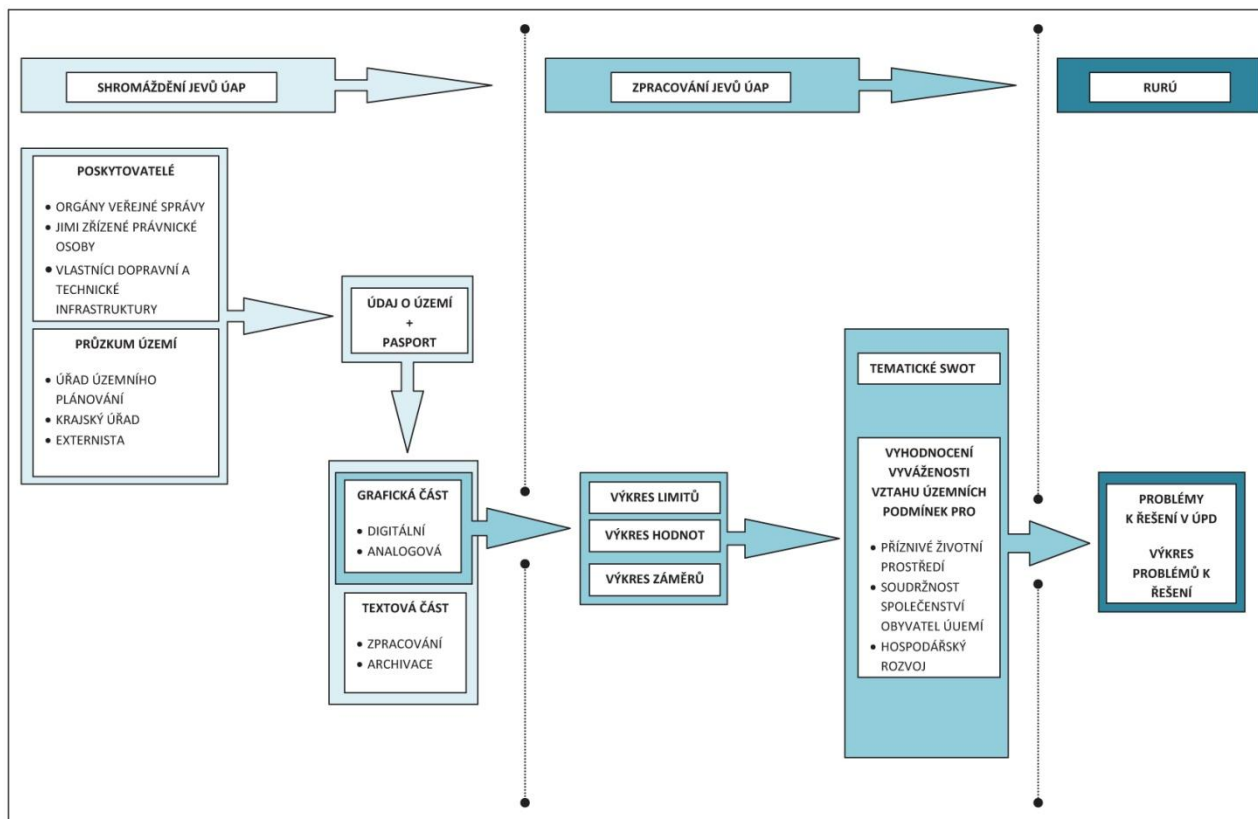 SHROMÁŽDĚNÍ JEVŮ ÚAP
ZPRACOVÁNÍ JEVŮ ÚAP
RURÚ
POSKYTOVATELÉ
• ORGÁNY VEŘEJNÉ SPRÁVY
• JIMI ZŘÍZENÉ PRÁVNICKÉ
OSOBY
• VLASTNÍCI DOPRAVNÍ A
TECHNICKÉ
INFRASTRUKTURY
PRŮZKUM ÚZEMÍ
• ÚŘAD ÚZEMNÍHO
PLÁNOVÁNÍ
• KRAJSKÝ ÚŘAD
• EXTERNISTA
ÚDAJ O ÚZEMÍ
+
PASPORT
GRAFICKÁ ČÁST
• DIGITÁLNÍ
• ANALOGOVÁ
TEXTOVÁ ČÁST
• ZPRACOVÁNÍ
• ARCHIVACE
VÝKRES LIMITŮ
VÝKRES HODNOT
VÝKRES ZÁMĚRŮ
TEMATICKÉ SWOT
VYHODNOCENÍ
VYVÁŽENOSTI
VZTAHU ÚZEMNÍCH
PODMÍNEK PRO
• PŘÍZNIVÉ ŽIVOTNÍ
PROSTŘEDÍ
• SOUDRŽNOST
SPOLEČENSTVÍ
OBYVATEL ÚUEMÍ
• HOSPODÁŘSKÝ
ROZVOJ
PROBLÉMY
K ŘEŠENÍ V ÚPD
VÝKRES
PROBLÉMŮ K
ŘEŠENÍ